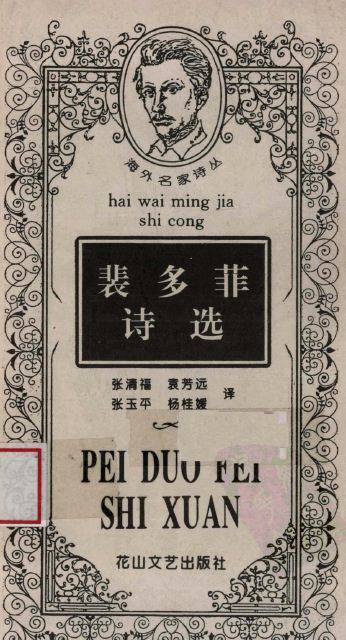 海外名家诗丛
hai wai ming jia
shi cong
裴多菲
诗选
张清福 袁芳远
张玉平 杨桂媛 译
PEI DUO FEI
SHI XUAN
花山文艺出版社